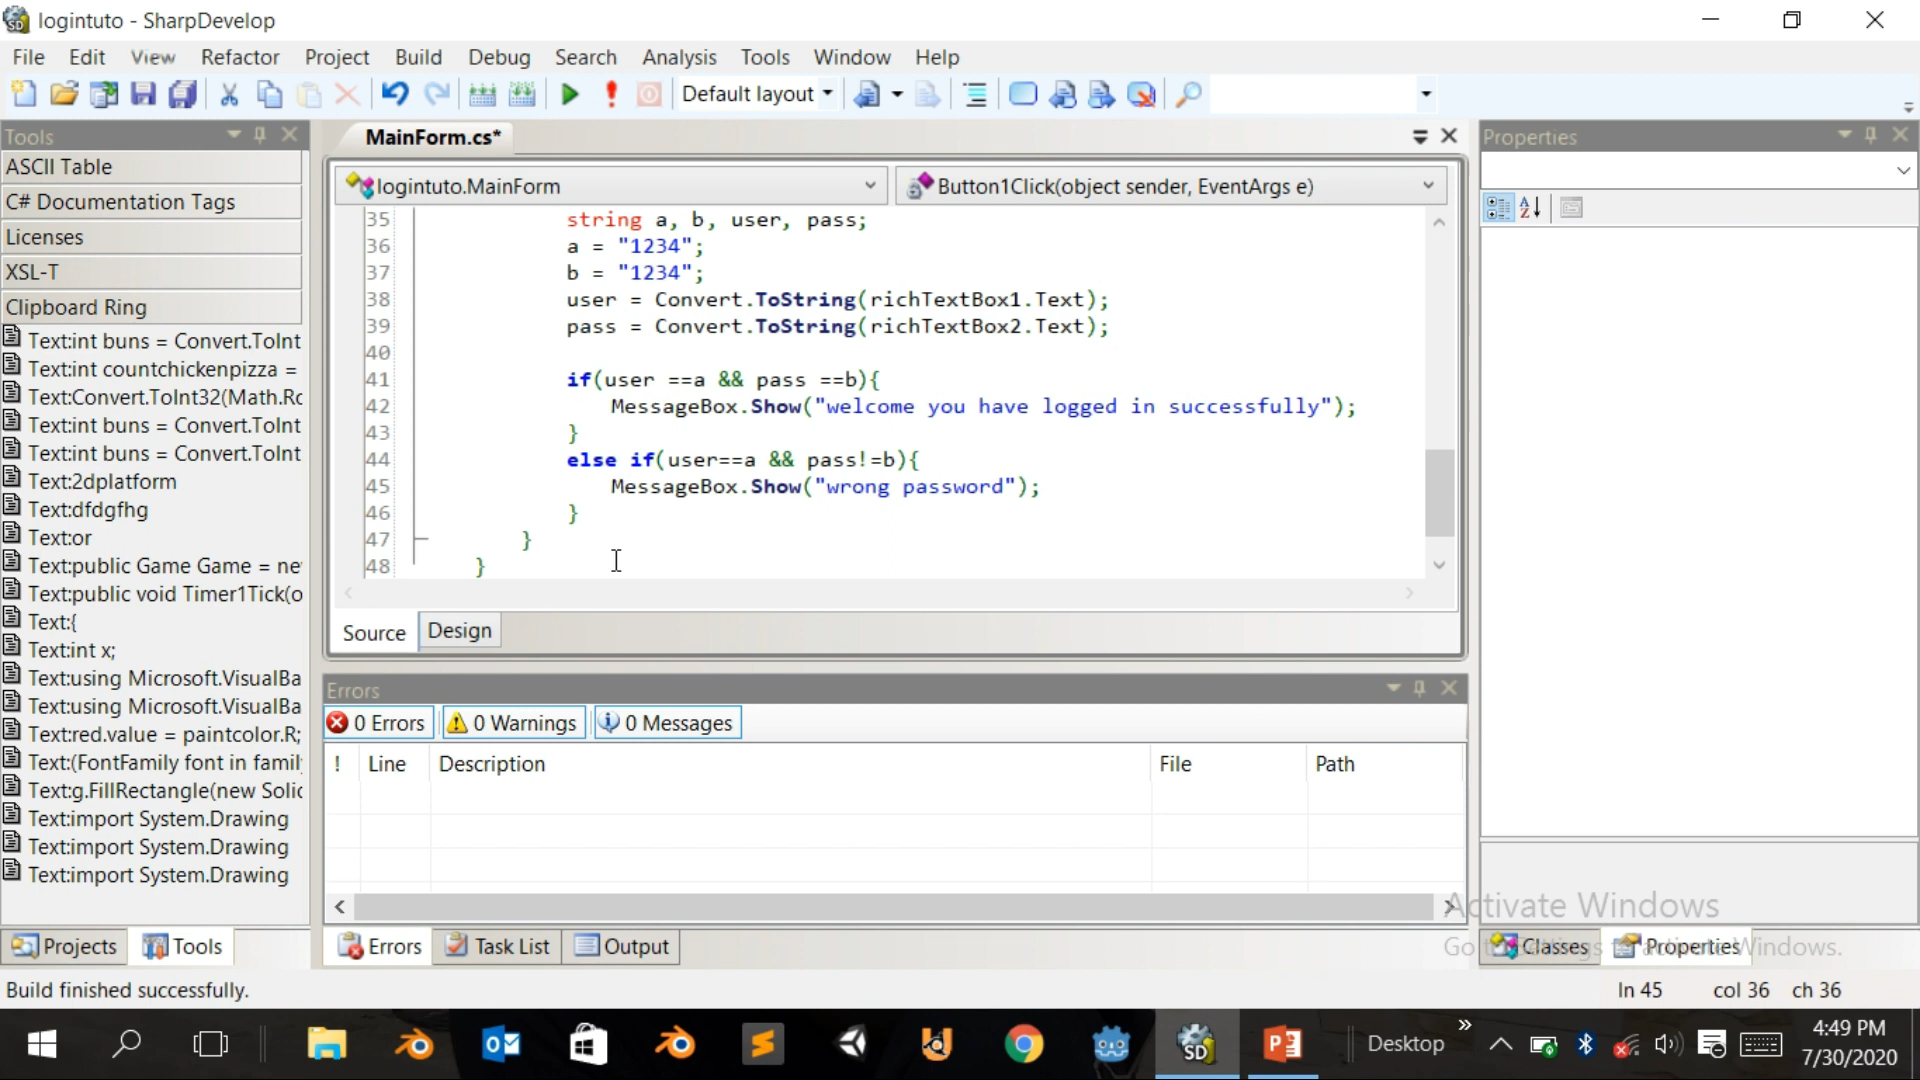 logintuto - SharpDevelop
File Edit View Refactor Project Build Debug Search Analysis Tools Window Help
Default layout
Tools
ASCII Table
C# Documentation Tags
Licenses
XSL-T
Clipboard Ring
Text:int buns = Convert.ToInt
Text:int countchickenpizza =
Text:Convert.ToInt32(Math.Rc
Text:int buns = Convert.ToInt
Text:int buns = Convert.ToInt
Text:2dplatform
Text:dfdgfhg
Text:or
Text:public Game Game = ne
Text:public void Timer1Tick(o
Text:{
Text:int x;
Text:using Microsoft.VisualBa
Text:using Microsoft.VisualBa
Text:red.value = paintcolor.R;
Text:(FontFamily font in famil
Text:g.FillRectangle(new Solic
Text:import System.Drawing
Text:import System.Drawing
Text:import System.Drawing
Projects Tools
MainForm.cs*
logintuto.MainForm Button1Click(object sender, EventArgs e)
35 string a, b, user, pass;
36 a = "1234";
37 b = "1234";
38 user = Convert.ToString(richTextBox1.Text);
39 pass = Convert.ToString(richTextBox2.Text);
40
41 if(user ==a && pass ==b){
42 MessageBox.Show("welcome you have logged in successfully");
43 }
44 else if(user==a && pass!=b){
45 MessageBox.Show("wrong password");
46 }
47 }
48 }
Source Design
Errors
0 Errors 0 Warnings 0 Messages
! Line Description File Path
Errors Task List Output
Properties
Activate Windows
Go to Settings to activate Windows.
Classes Properties
Build finished successfully.
ln 45 col 36 ch 36
Desktop
4:49 PM
7/30/2020